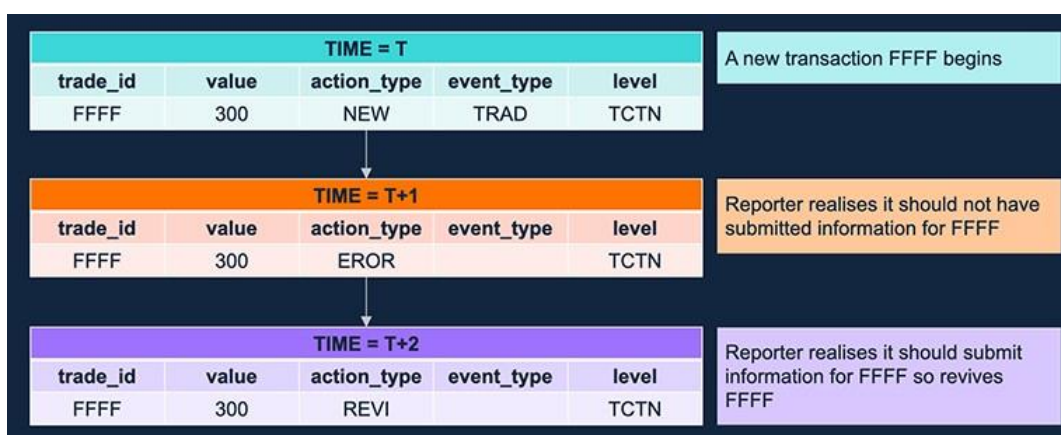 TIME = T
trade_id value action_type event_type level
FFFF 300 NEW TRAD TCTN
A new transaction FFFF begins
TIME = T+1
trade_id value action_type event_type level
FFFF 300 EROR TCTN
Reporter realises it should not have
submitted information for FFFF
TIME = T+2
trade_id value action_type event_type level
FFFF 300 REVI TCTN
Reporter realises it should submit
information for FFFF so revives
FFFF